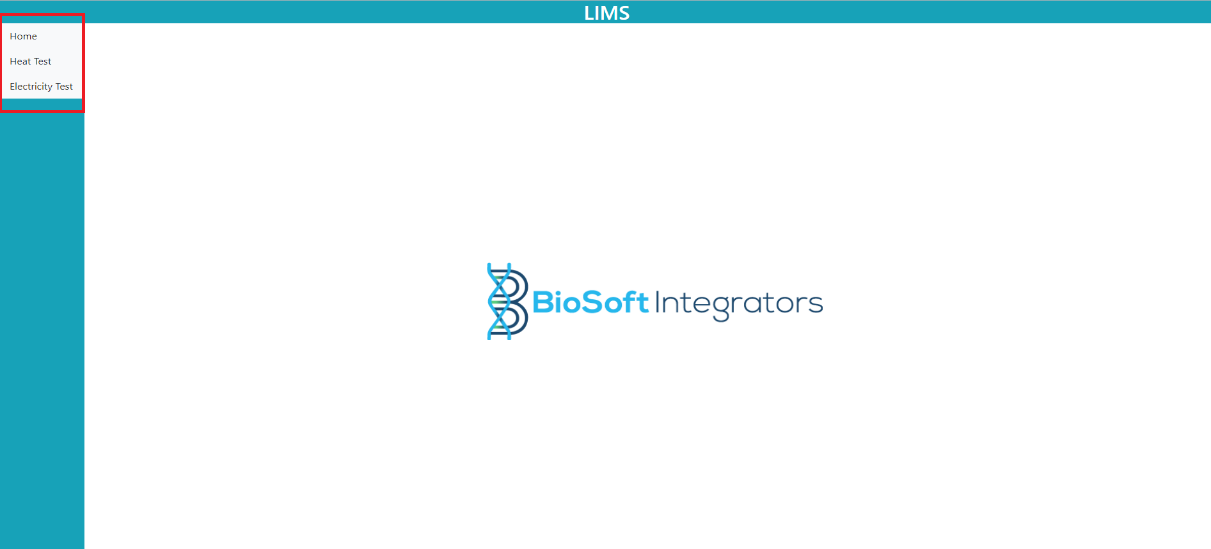 LIMS
Home
Heat Test
Electricity Test
BioSoft Integrators